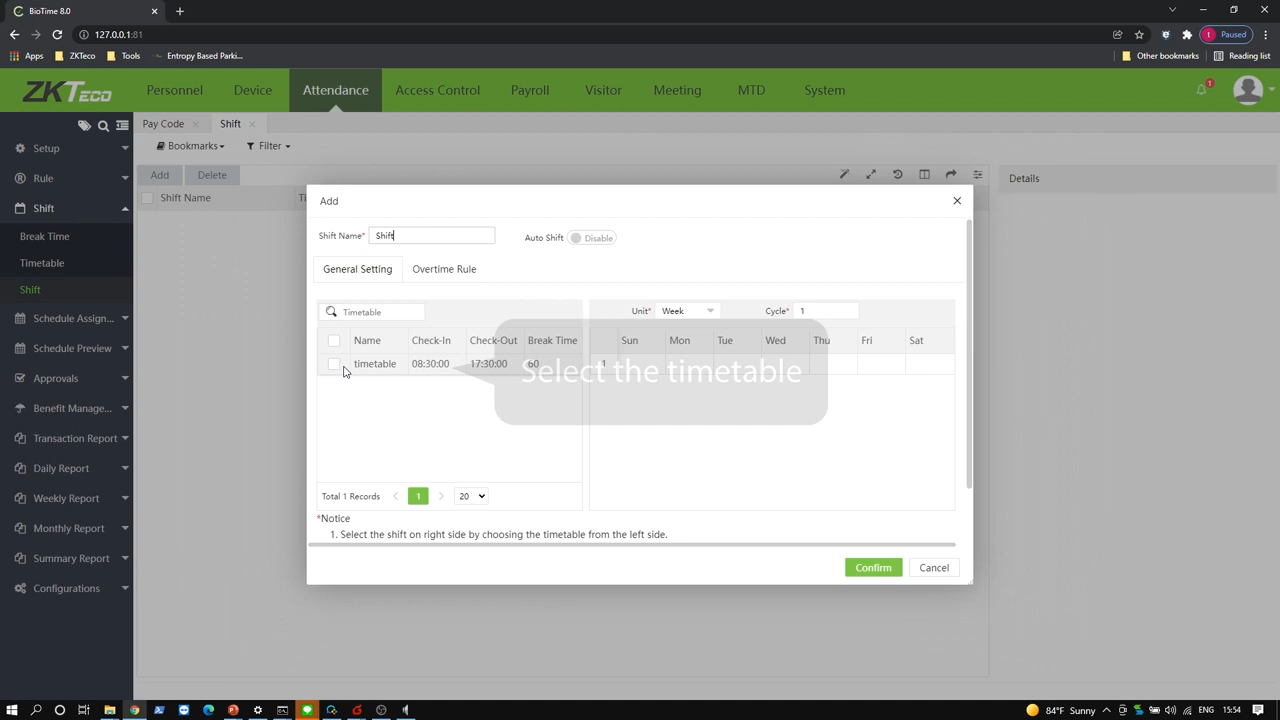 BioTime 8.0
127.0.0.1:81
Paused
Apps ZKTeco Tools Entropy Based Parki...
Other bookmarks Reading list
ZKTeco Personnel Device Attendance Access Control Payroll Visitor Meeting MTD System 1
Pay Code Shift
Bookmarks Filter
Setup
Rule
Shift
Break Time
Timetable
Shift
Schedule Assign...
Schedule Preview
Approvals
Benefit Manage...
Transaction Report
Daily Report
Weekly Report
Monthly Report
Summary Report
Configurations
Add Delete
Shift Name Ti
Details
Add
Shift Name* Shift Auto Shift Disable
General Setting Overtime Rule
Timetable
Unit* Week Cycle* 1
Name Check-In Check-Out Break Time
timetable 08:30:00 17:30:00 60
Sun Mon Tue Wed Thu Fri Sat
1
Select the timetable
Total 1 Records 1 20
*Notice
1. Select the shift on right side by choosing the timetable from the left side.
Confirm Cancel
84°F Sunny ENG 15:54